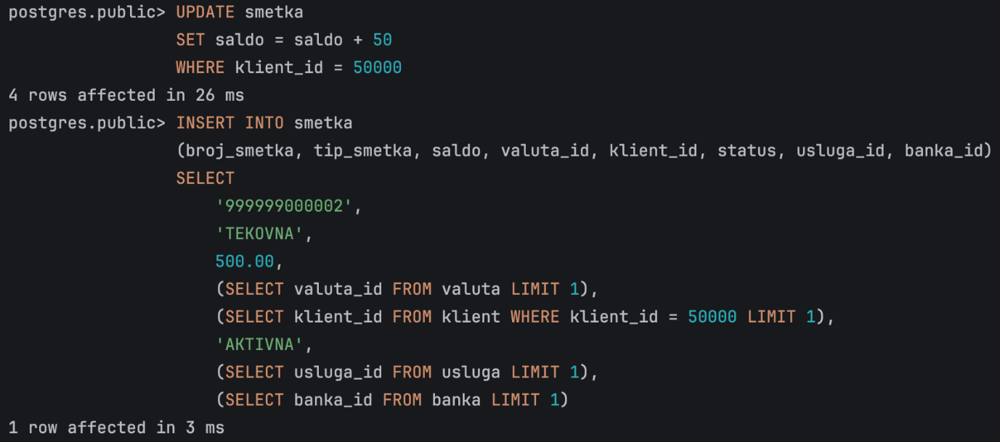 postgres.public> UPDATE smetka
SET saldo = saldo + 50
WHERE klient_id = 50000
4 rows affected in 26 ms
postgres.public> INSERT INTO smetka
(broj_smetka, tip_smetka, saldo, valuta_id, klient_id, status, usluga_id, banka_id)
SELECT
'999999000002',
'TEKOVNA',
500.00,
(SELECT valuta_id FROM valuta LIMIT 1),
(SELECT klient_id FROM klient WHERE klient_id = 50000 LIMIT 1),
'AKTIVNA',
(SELECT usluga_id FROM usluga LIMIT 1),
(SELECT banka_id FROM banka LIMIT 1)
1 row affected in 3 ms